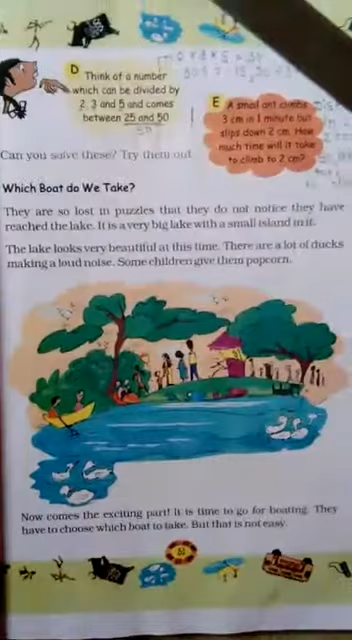 D
Think of a number
which can be divided by
2, 3 and 5 and comes
between 25 and 50
E A small ant climbs
3 cm in 1 minute but
slips down 2 cm. How
much time will it take
to climb to 2 cm?
Can you solve these? Try them out
Which Boat do We Take?
They are so lost in puzzles that they do not notice they have
reached the lake. It is a very big lake with a small island in it.
The lake looks very beautiful at this time. There are a lot of ducks
making a loud noise. Some children give them popcorn.
Now comes the exciting part! It is time to go for boating. They
have to choose which boat to take. But that is not easy.